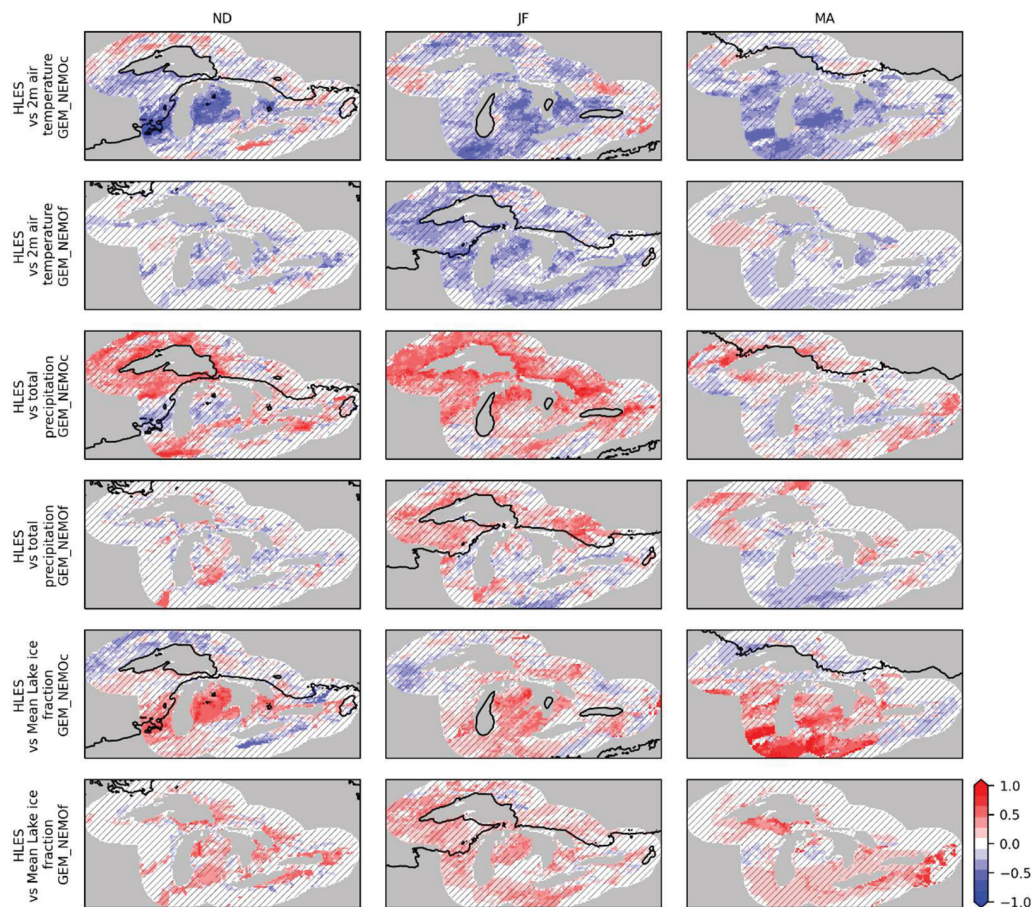 ND JF MA
HLES
vs 2m air
temperature
GEM_NEMOc
HLES
vs 2m air
temperature
GEM_NEMOf
HLES
vs total
precipitation
GEM_NEMOc
HLES
vs total
precipitation
GEM_NEMOf
HLES
vs Mean Lake ice
fraction
GEM_NEMOc
HLES
vs Mean Lake ice
fraction
GEM_NEMOf
1.0
0.5
0.0
−0.5
−1.0